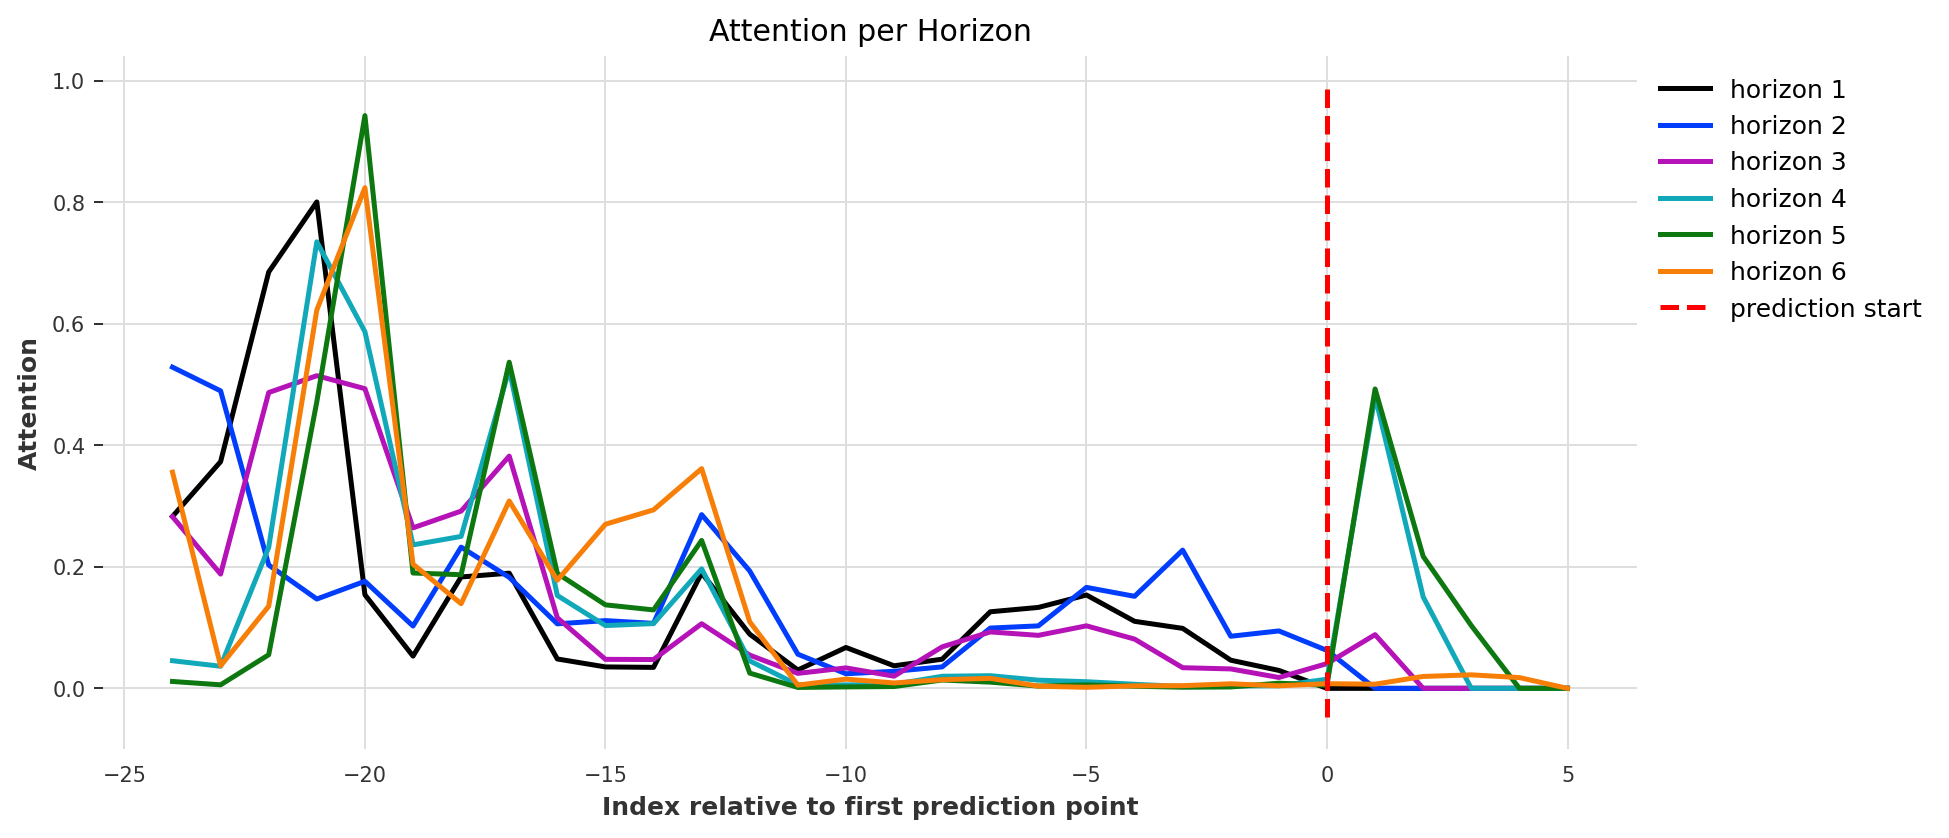 Attention per Horizon
1.0
0.8
0.6
0.4
0.2
0.0
Attention
−25
−20
−15
−10
−5
0
5
Index relative to first prediction point
horizon 1
horizon 2
horizon 3
horizon 4
horizon 5
horizon 6
prediction start